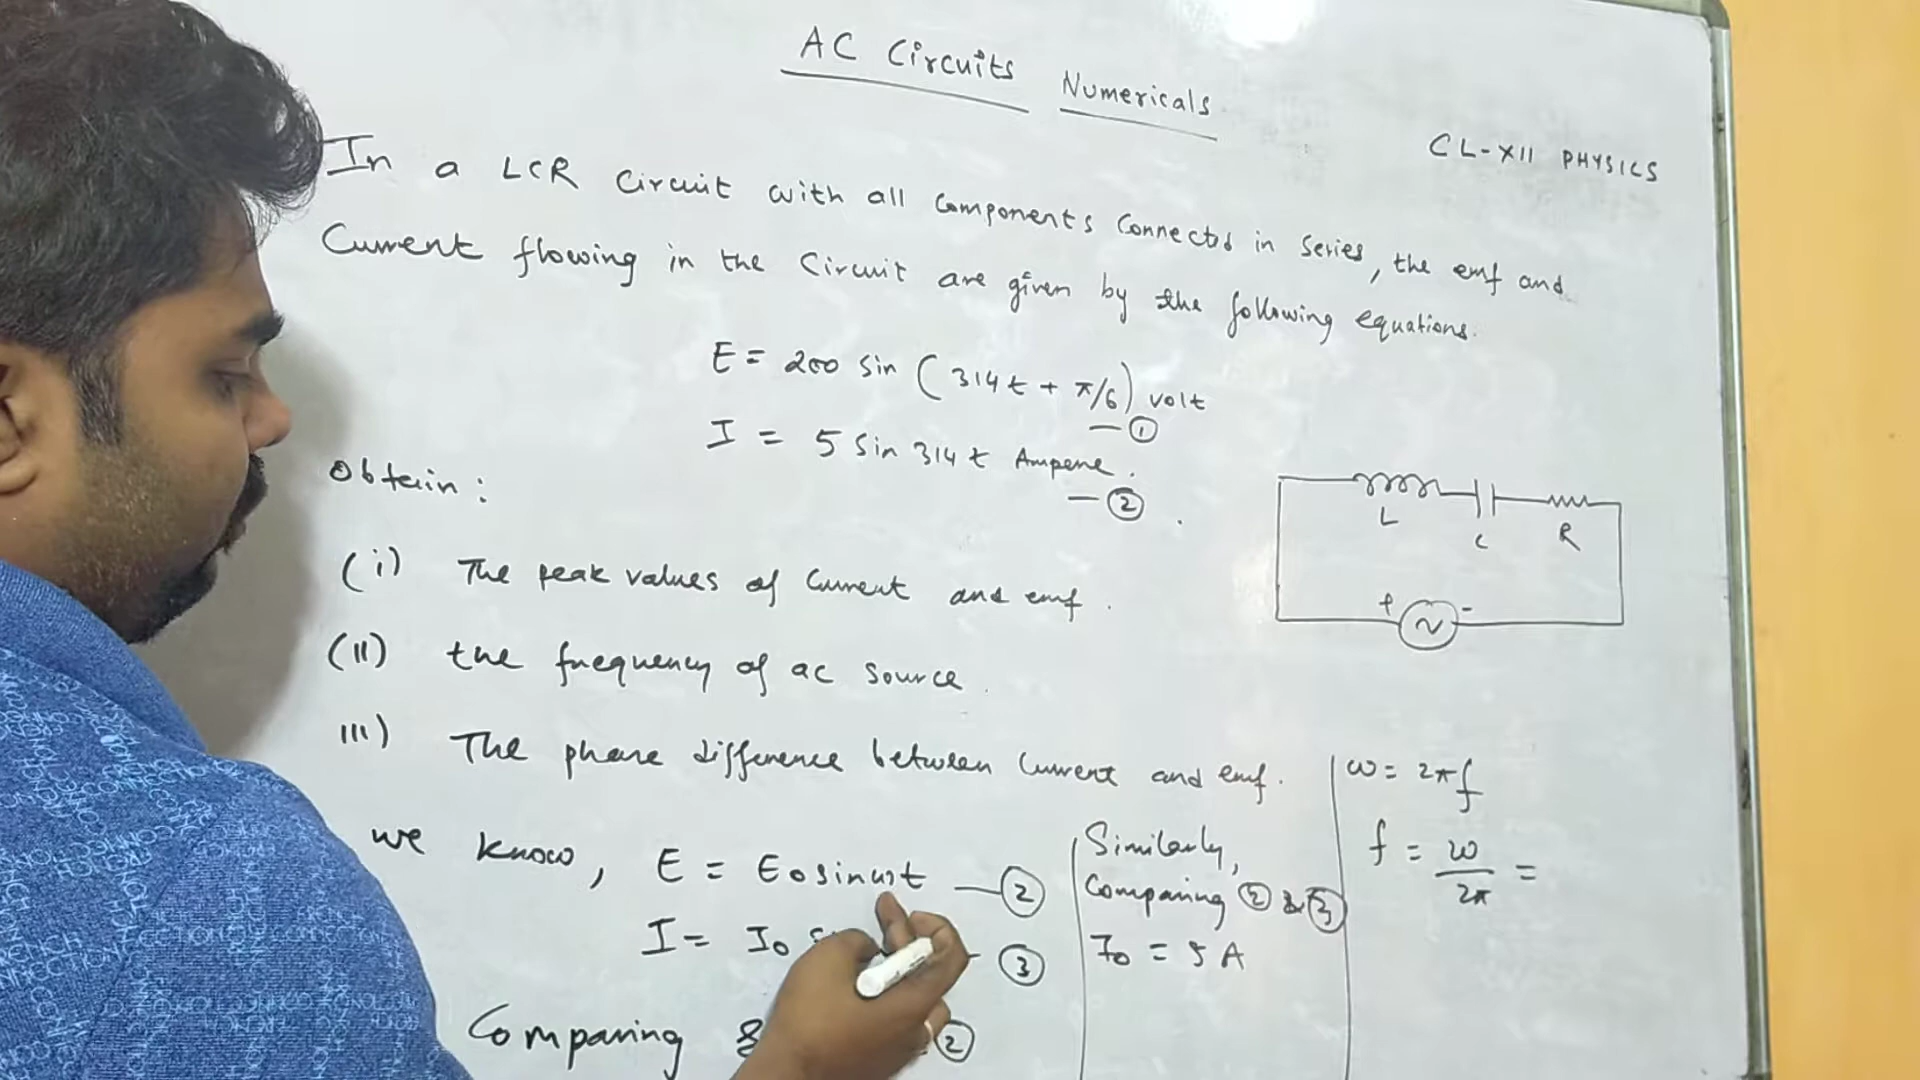 AC Circuits Numericals
CL-XII PHYSICS
In a LCR Circuit with all Components Connected in Series, the emf and
Current flowing in the Circuit are given by the following equations.
E = 200 sin (314t + π/6) volt
— ①
I = 5 sin 314t Ampere.
— ②
Obtain:
(i) The peak values of Current and emf.
(ii) the frequency of ac source.
iii) The phase difference between Current and emf.
L
C
R
+ ~ -
we know, E = E0 sinωt — ②
I = I0 — ③
Comparing ②
Similarly,
Comparing ② & ③
I0 = 5 A
ω = 2πf
f = ω/2π =